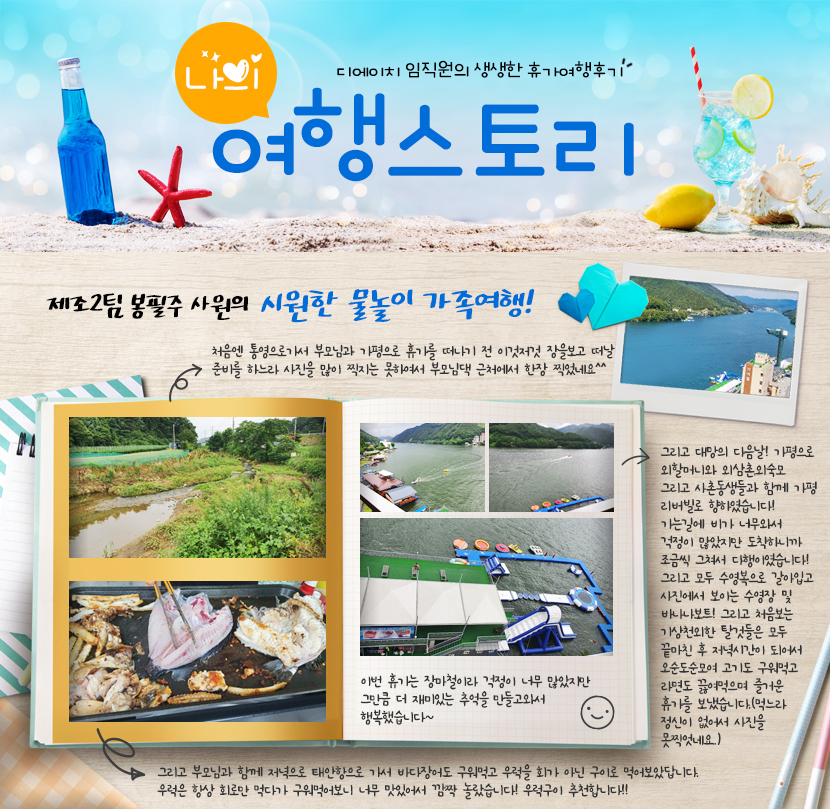 나의
디에이치 임직원의 생생한 휴가여행후기
여행스토리
제조2팀 봉필주 사원의 시원한 물놀이 가족여행!
처음엔 통영으로가서 부모님과 가평으로 휴가를 떠나기 전 이것저것 장을보고 떠날
준비를 하느라 사진을 많이 찍지는 못하여서 부모님댁 근처에서 한장 찍었네요^^
그리고 대망의 다음날! 가평으로
외할머니와 외삼촌외숙모
그리고 사촌동생들과 함께 가평
리버빌로 향하였습니다!
가는길에 비가 너무와서
걱정이 많았지만 도착하니까
조금씩 그쳐서 다행이었습니다!
그리고 모두 수영복으로 갈아입고
사진에서 보이는 수영장 및
바나나보트! 그리고 처음보는
기상천외한 탈것들은 모두
끝마친 후 저녁시간이 되어서
오순도순모여 고기도 구워먹고
라면도 끓여먹으며 즐거운
휴가를 보냈습니다.(먹느라
정신이 없어서 사진을
못찍었네요.)
이번 휴가는 장마철이라 걱정이 너무 많았지만
그만큼 더 재미있는 추억을 만들고와서
행복했습니다~
그리고 부모님과 함께 저녁으로 태안항으로 가서 바다장어도 구워먹고 우럭을 회가 아닌 구이로 먹어보았답니다.
우럭은 항상 회로만 먹다가 구워먹어보니 너무 맛있어서 깜짝 놀랐습니다! 우럭구이 추천합니다!!